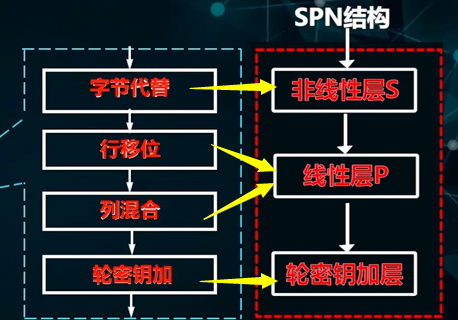 SPN结构
字节代替
非线性层S
行移位
线性层P
列混合
轮密钥加
轮密钥加层